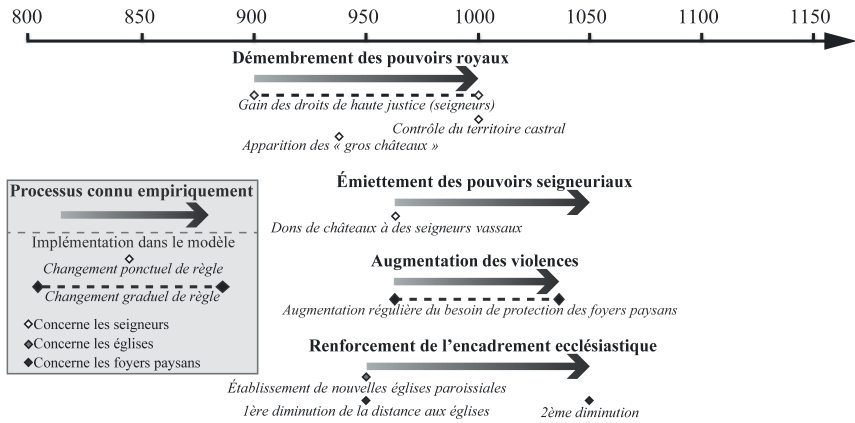 800 850 900 950 1000 1050 1100 1150
Démembrement des pouvoirs royaux
Gain des droits de haute justice (seigneurs)
Contrôle du territoire castral
Apparition des « gros châteaux »
Processus connu empiriquement
Implémentation dans le modèle
Changement ponctuel de règle
Changement graduel de règle
Concerne les seigneurs
Concerne les églises
Concerne les foyers paysans
Émiettement des pouvoirs seigneuriaux
Dons de châteaux à des seigneurs vassaux
Augmentation des violences
Augmentation régulière du besoin de protection des foyers paysans
Renforcement de l’encadrement ecclésiastique
Établissement de nouvelles églises paroissiales
1ère diminution de la distance aux églises
2ème diminution